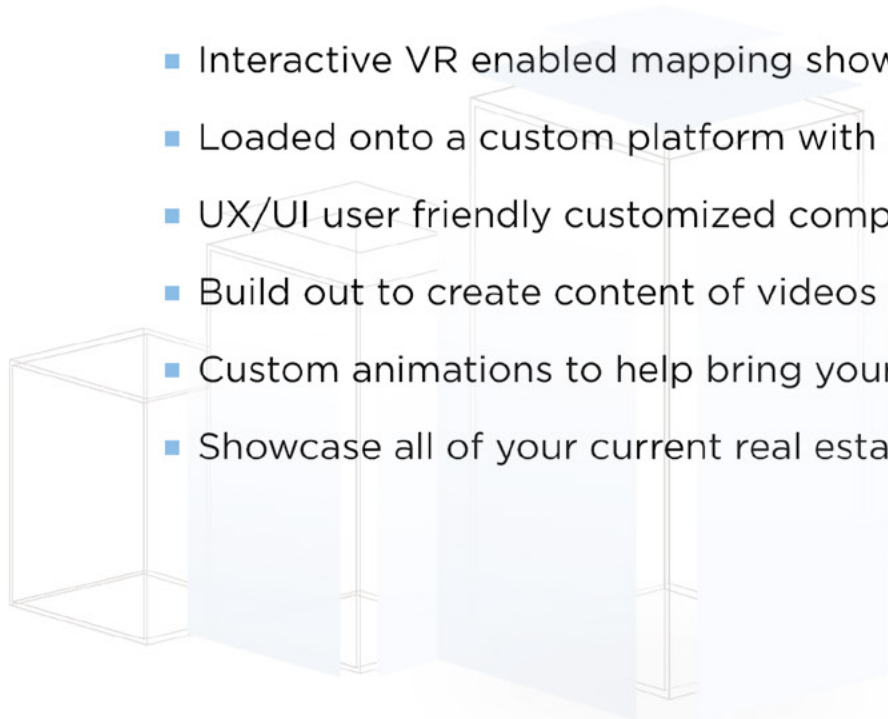 Interactive VR enabled mapping show
Loaded onto a custom platform with
UX/UI user friendly customized comp
Build out to create content of videos
Custom animations to help bring your
Showcase all of your current real esta